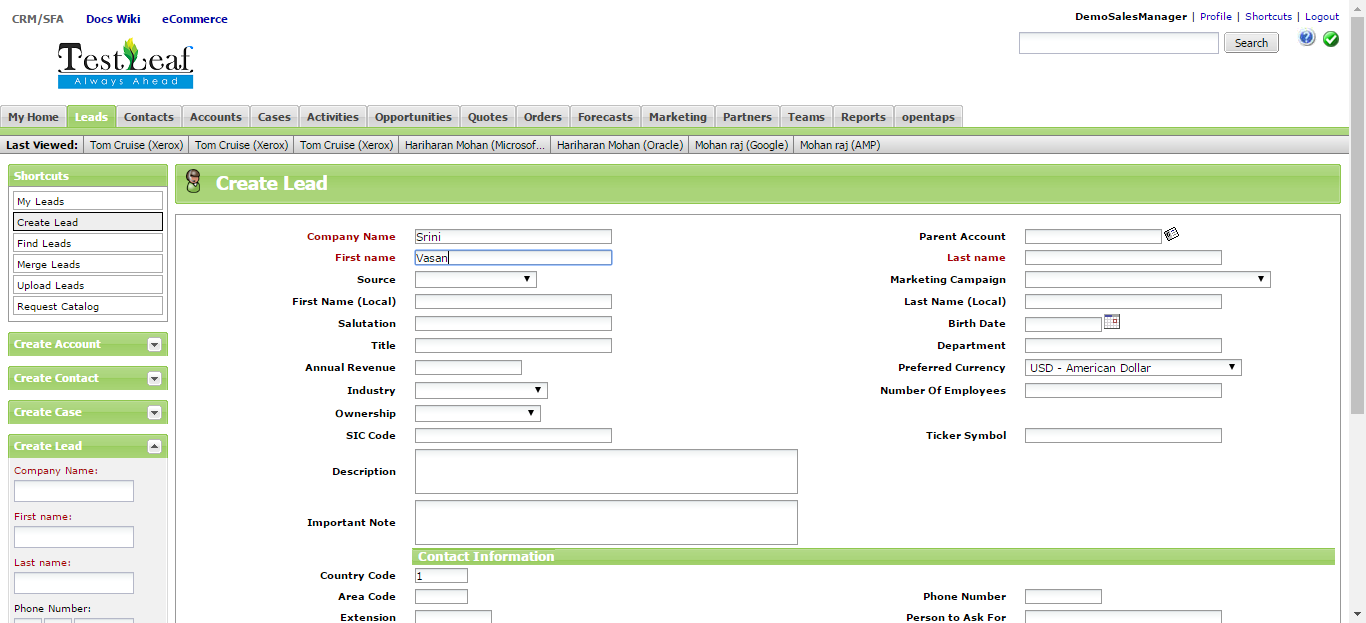 CRM/SFA Docs Wiki eCommerce
DemoSalesManager | Profile | Shortcuts | Logout
TestLeaf
Always Ahead
Search
?
My Home Leads Contacts Accounts Cases Activities Opportunities Quotes Orders Forecasts Marketing Partners Teams Reports opentaps
Last Viewed: Tom Cruise (Xerox) Tom Cruise (Xerox) Tom Cruise (Xerox) Hariharan Mohan (Microsof... Hariharan Mohan (Oracle) Mohan raj (Google) Mohan raj (AMP)
Shortcuts
My Leads
Create Lead
Find Leads
Merge Leads
Upload Leads
Request Catalog
Create Account
Create Contact
Create Case
Create Lead
Company Name:
First name:
Last name:
Phone Number:
Create Lead
Company Name Srini Parent Account
First name Vasan Last name
Source Marketing Campaign
First Name (Local) Last Name (Local)
Salutation Birth Date
Title Department
Annual Revenue Preferred Currency USD - American Dollar
Industry Number Of Employees
Ownership
SIC Code Ticker Symbol
Description
Important Note
Contact Information
Country Code 1
Area Code Phone Number
Extension Person to Ask For